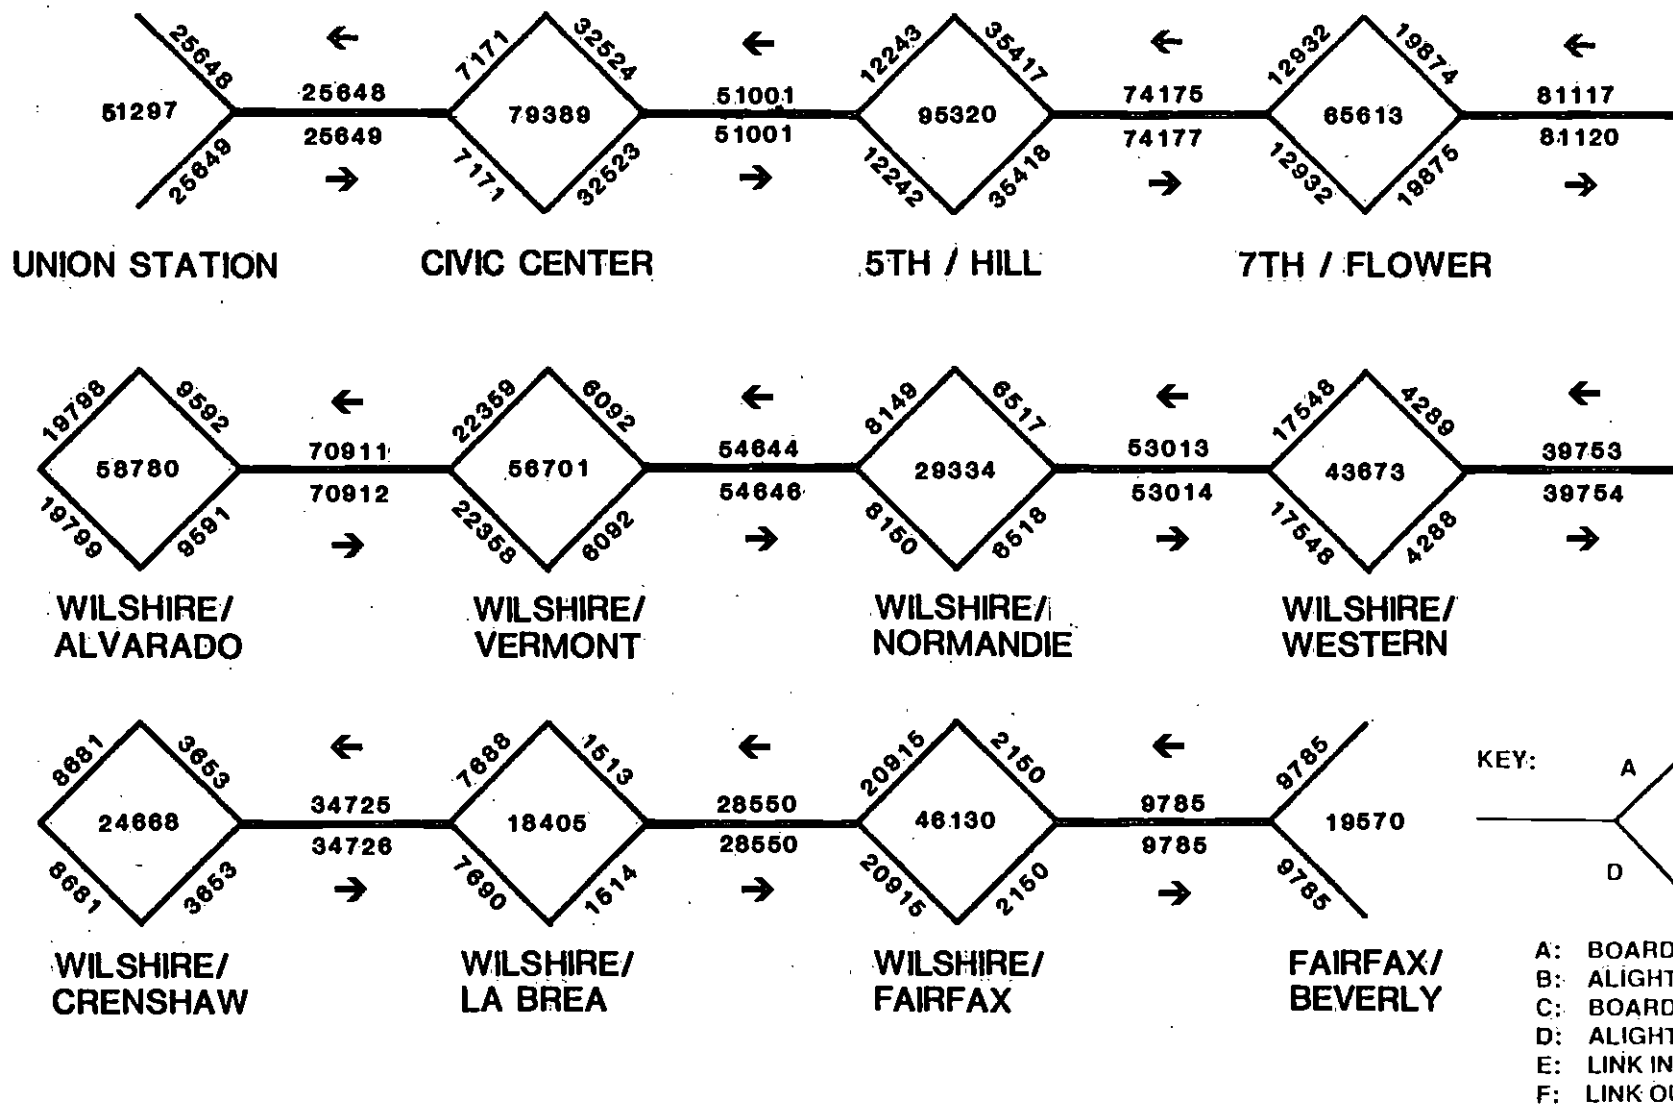 25648 ← 7171 32524 ← 12243 35417 ← 12932 19874 ←
51297 25648 79389 51001 95320 74175 65613 81117
25649 51001 74177 81120
25649 → 7171 32523 → 12242 35418 → 12932 19875 →
UNION STATION CIVIC CENTER 5TH / HILL 7TH / FLOWER
19798 9592 ← 22359 6092 ← 8149 6517 ← 17548 4289 ←
58780 70911 56701 54644 29334 53013 43673 39753
70912 54646 53014 39754
19799 9591 → 22358 6092 → 8150 6518 → 17548 4288 →
WILSHIRE/ WILSHIRE/ WILSHIRE/ WILSHIRE/
ALVARADO VERMONT NORMANDIE WESTERN
8681 3653 ← 7688 1513 ← 20915 2150 ← 9785
24668 34725 18405 28550 46130 9785 19570
34726 28550 9785
8681 3653 → 7690 1514 → 20915 2150 → 9785
KEY: A
D
WILSHIRE/ WILSHIRE/ WILSHIRE/ FAIRFAX/
CRENSHAW LA BREA FAIRFAX BEVERLY
A: BOARD
B: ALIGHT
C: BOARD
D: ALIGHT
E: LINK IN
F: LINK OU